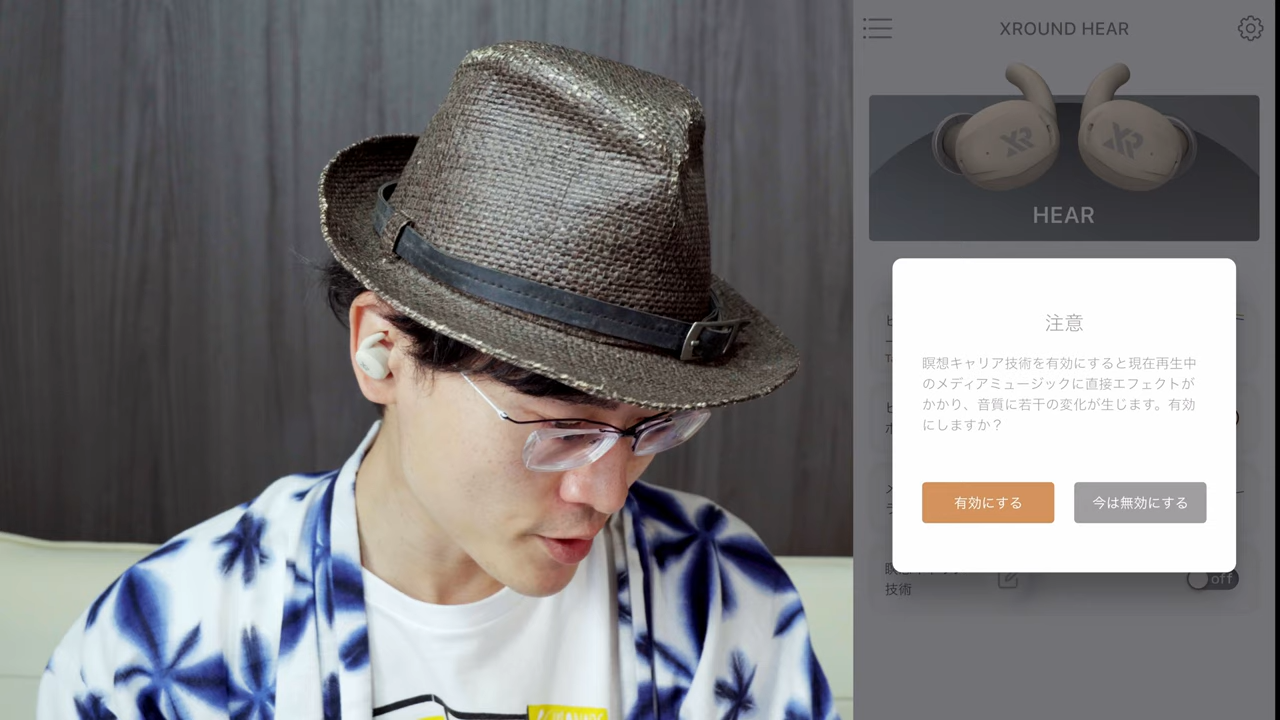 XROUND HEAR
XR
XR
HEAR
注意
瞑想キャリア技術を有効にすると現在再生中
のメディアミュージックに直接エフェクトが
かかり、音質に若干の変化が生じます。有効
にしますか？
有効にする
今は無効にする
技術
off